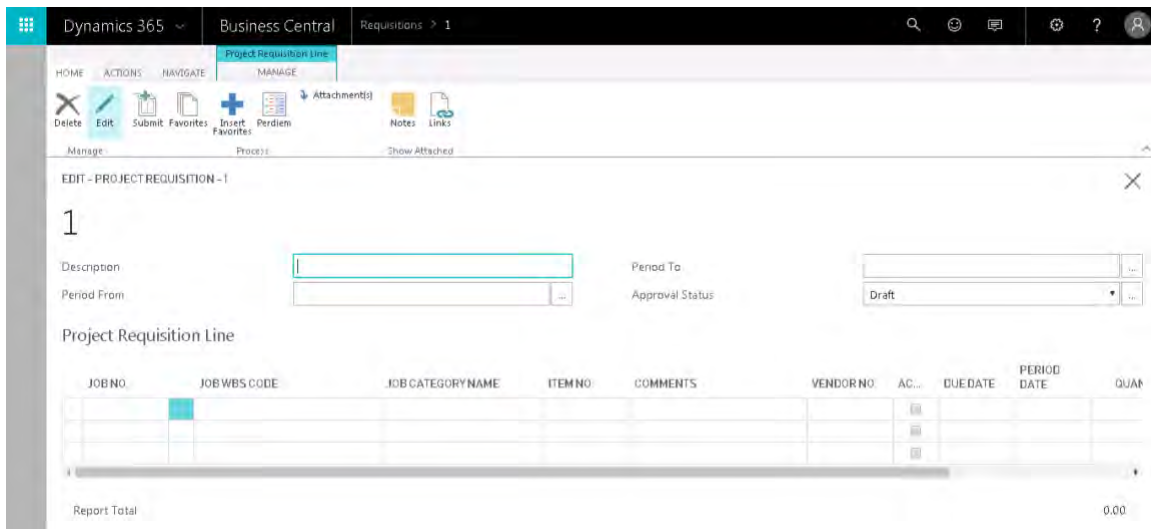 Dynamics 365 Business Central Requisitions > 1 ?
Project Requisition Line
HOME ACTIONS NAVIGATE MANAGE
Delete Edit Submit Favorites Insert Favorites Perdiem Attachment(s) Notes Links
Manage Process Show Attached
EDIT - PROJECT REQUISITION - 1
1
Description Period To ...
Period From ... Approval Status Draft ...
Project Requisition Line
JOB NO. JOB WBS CODE JOB CATEGORY NAME ITEM NO COMMENTS VENDOR NO. AC... DUE DATE PERIOD DATE QUAN
Report Total 0.00